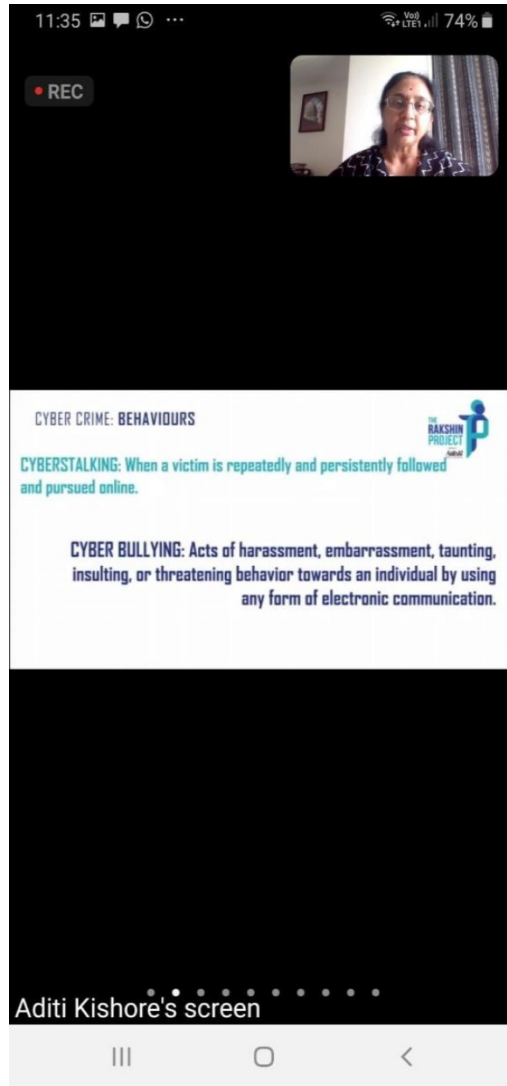 11:35
Vo)) 74%
LTE1
REC
CYBER CRIME: BEHAVIOURS
THE
RAKSHIN
PROJECT
CYBERSTALKING: When a victim is repeatedly and persistently followed
and pursued online.
CYBER BULLYING: Acts of harassment, embarrassment, taunting,
insulting, or threatening behavior towards an individual by using
any form of electronic communication.
Aditi Kishore's screen